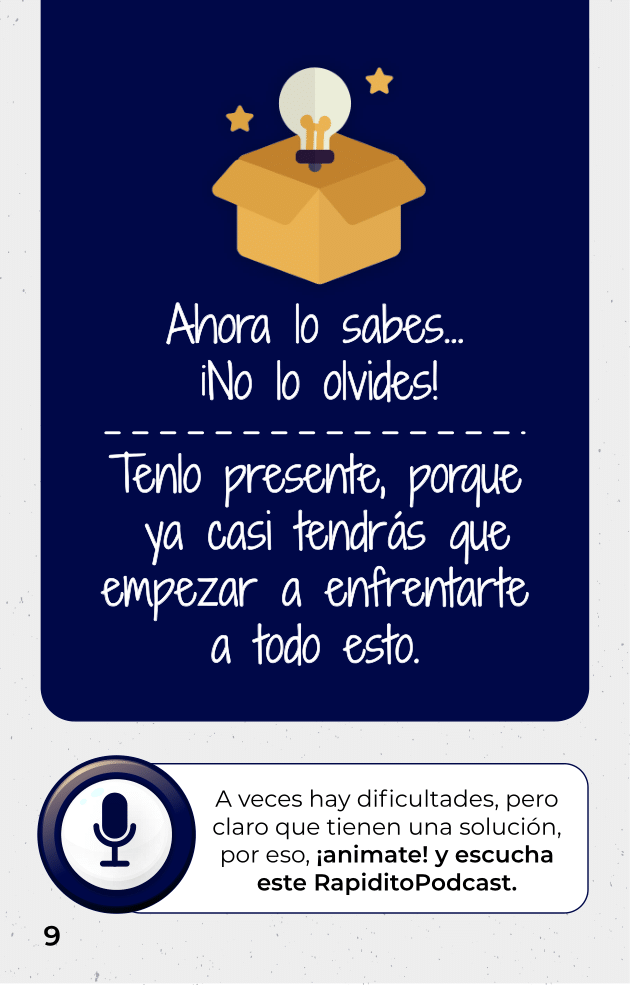 Ahora lo sabes...
¡No lo olvides!
Tenlo presente, porque
ya casi tendrás que
empezar a enfrentarte
a todo esto.
A veces hay dificultades, pero
claro que tienen una solución,
por eso, ¡animate! y escucha
este RapiditoPodcast.
9